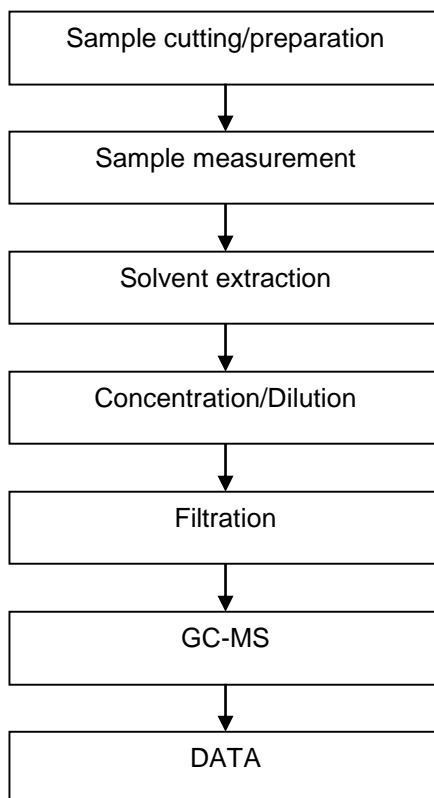 Sample cutting/preparation
Sample measurement
Solvent extraction
Concentration/Dilution
Filtration
GC-MS
DATA